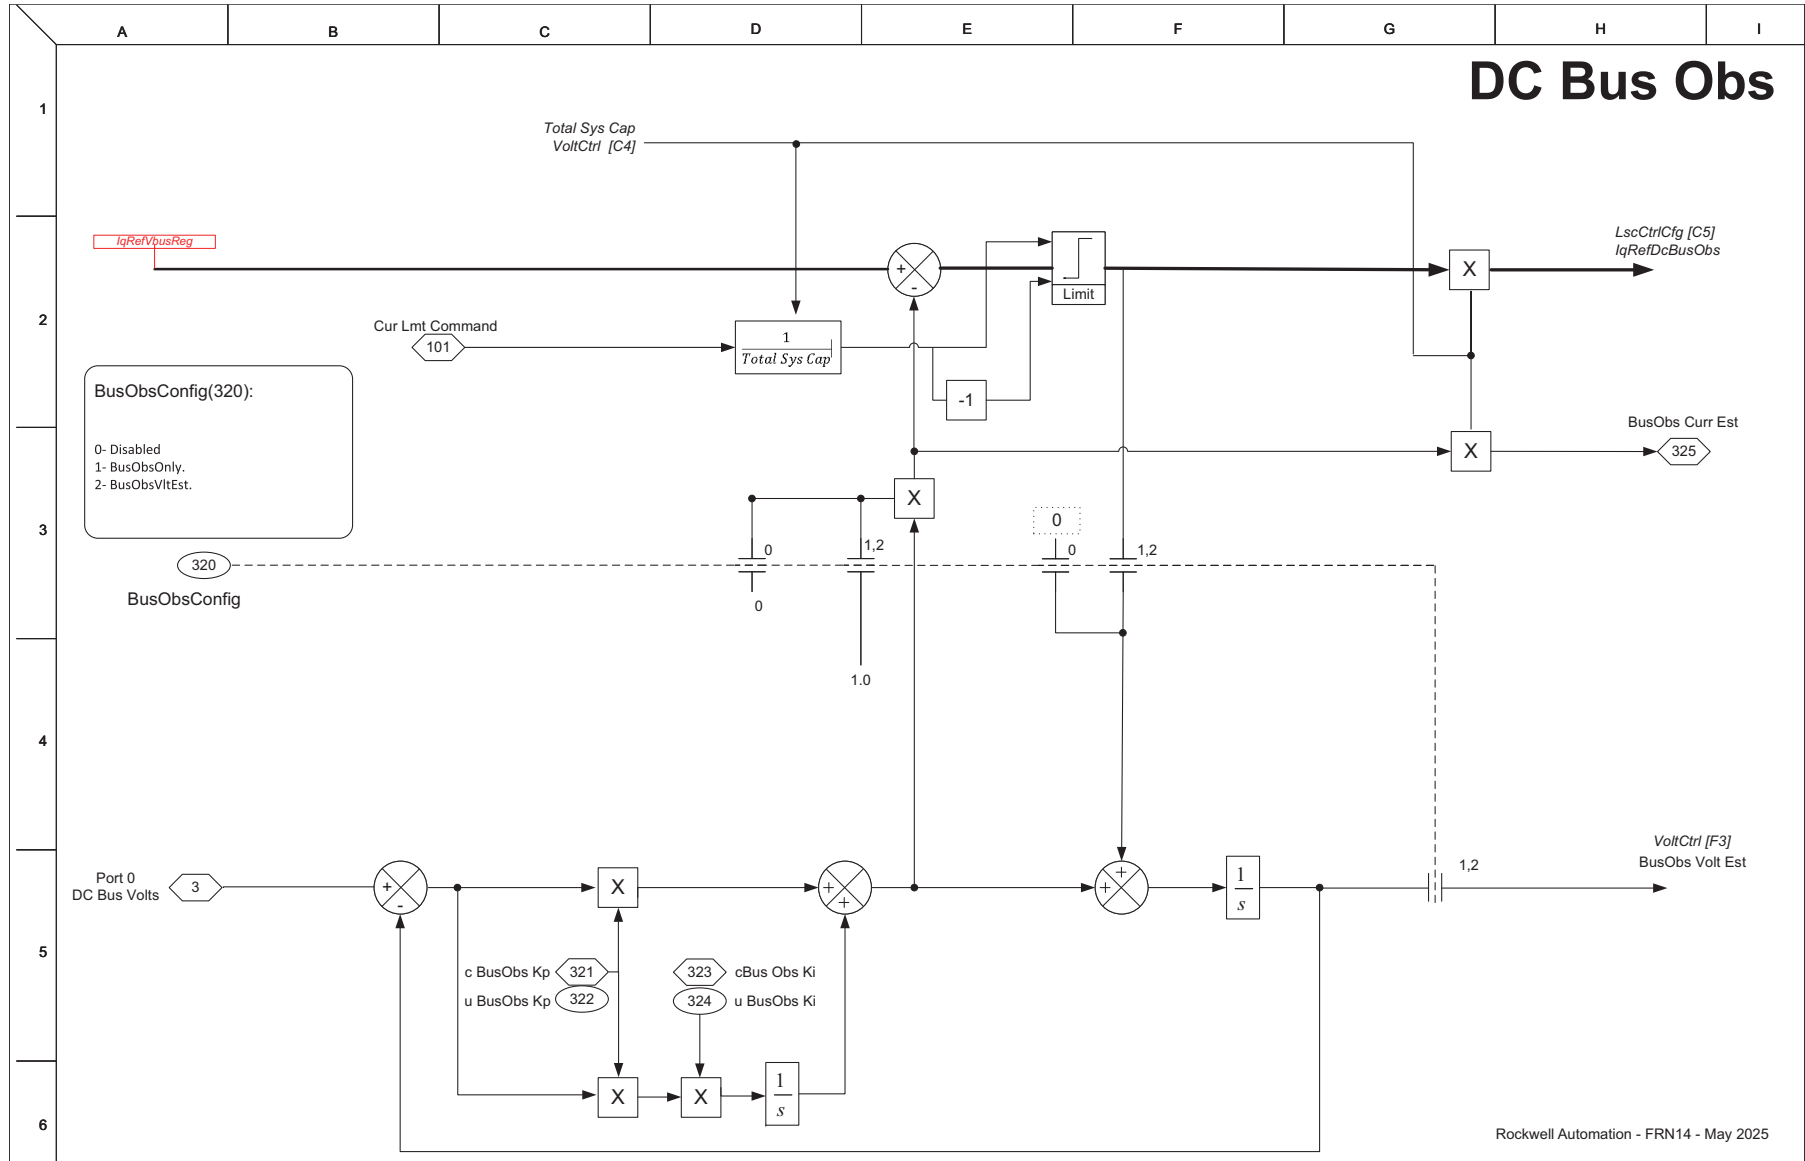 A B C D E F G H I
DC Bus Obs
1
Total Sys Cap
VoltCtrl [C4]
IqRefVbusReg
+
-
Limit
X
LscCtrlCfg [C5]
IqRefDcBusObs
2
Cur Lmt Command
101
1
Total Sys Cap
-1
BusObsConfig(320):
0- Disabled
1- BusObsOnly.
2- BusObsVltEst.
BusObs Curr Est
X
325
X
3
0
0
1,2
0
1,2
320
BusObsConfig
0
1.0
4
VoltCtrl [F3]
BusObs Volt Est
1,2
Port 0
DC Bus Volts
3
+
-
X
+
+
+
+
1
s
5
c BusObs Kp
321
323
cBus Obs Ki
u BusObs Kp
322
324
u BusObs Ki
X
X
1
s
6
Rockwell Automation - FRN14 - May 2025